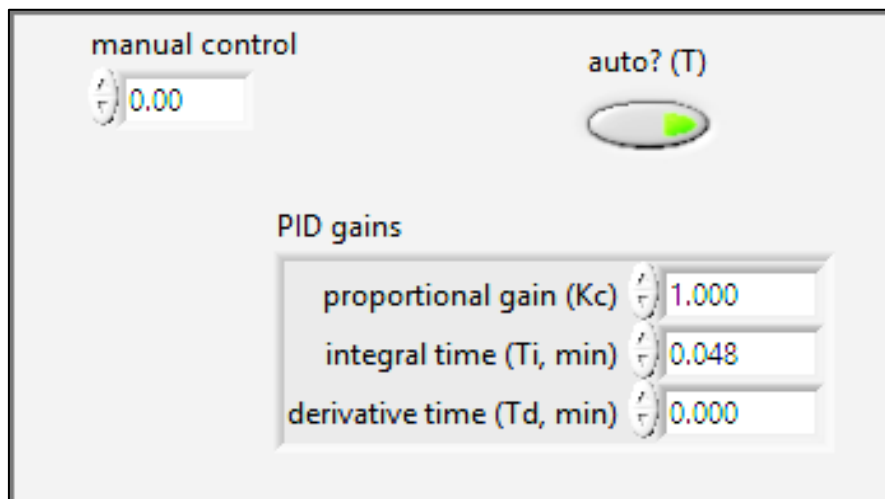 manual control
0.00
auto? (T)
PID gains
proportional gain (Kc) 1.000
integral time (Ti, min) 0.048
derivative time (Td, min) 0.000